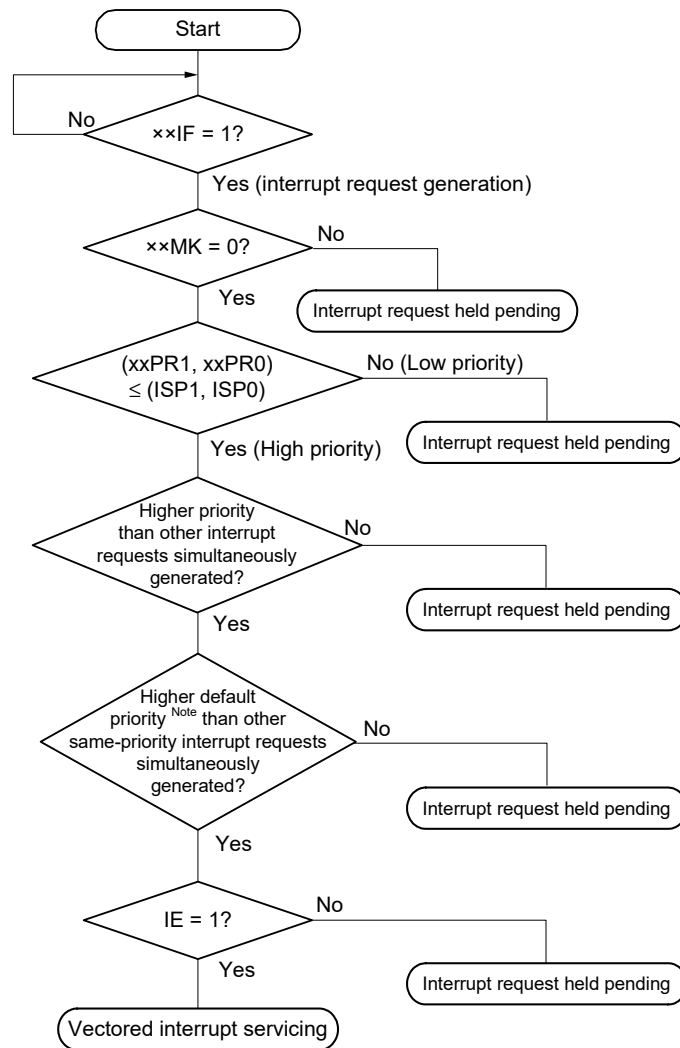 Start
No
××IF = 1?
Yes (interrupt request generation)
××MK = 0?
No
Interrupt request held pending
Yes
(xxPR1, xxPR0)
≤ (ISP1, ISP0)
No (Low priority)
Interrupt request held pending
Yes (High priority)
Higher priority
than other interrupt
requests simultaneously
generated?
No
Interrupt request held pending
Yes
Higher default
priority Note than other
same-priority interrupt requests
simultaneously
generated?
No
Interrupt request held pending
Yes
IE = 1?
No
Interrupt request held pending
Yes
Vectored interrupt servicing